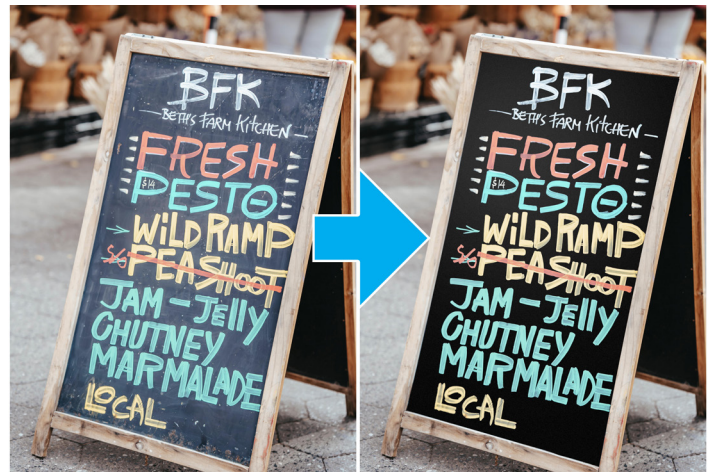 BFK
BETH'S FARM KITCHEN
FRESH
$14
PESTO
WiLD RAMP
$6
PEASHOOT
JAM - JElly
CHUTNEY
MARMALADE
LOCAL
BFK
BETH'S FARM KITCHEN
FRESH
$14
PESTO
WiLD RAMP
$6
PEASHOOT
JAM - JElly
CHUTNEY
MARMALADE
LOCAL